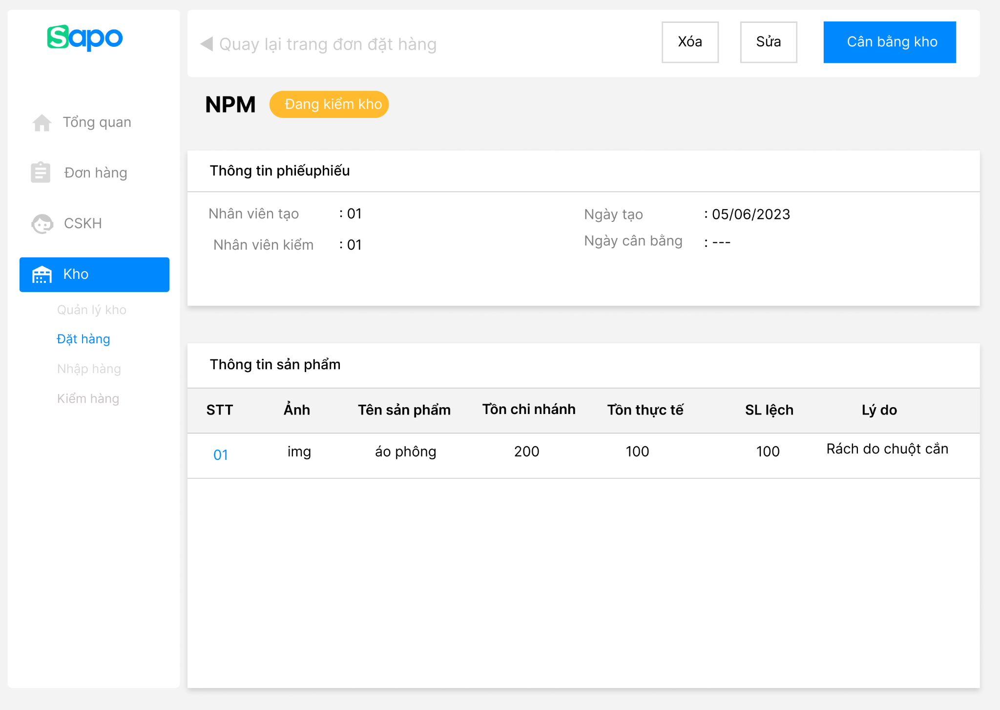 Sapo
Tổng quan
Đơn hàng
CSKH
Kho
Quản lý kho
Đặt hàng
Nhập hàng
Kiểm hàng
Quay lại trang đơn đặt hàng
Xóa
Sửa
Cân bằng kho
NPM
Đang kiểm kho
Thông tin phiếuphiếu
Nhân viên tạo : 01
Ngày tạo : 05/06/2023
Nhân viên kiểm : 01
Ngày cân bằng : ---
Thông tin sản phẩm
STT Ảnh Tên sản phẩm Tồn chi nhánh Tồn thực tế SL lệch Lý do
01 img áo phông 200 100 100 Rách do chuột cắn